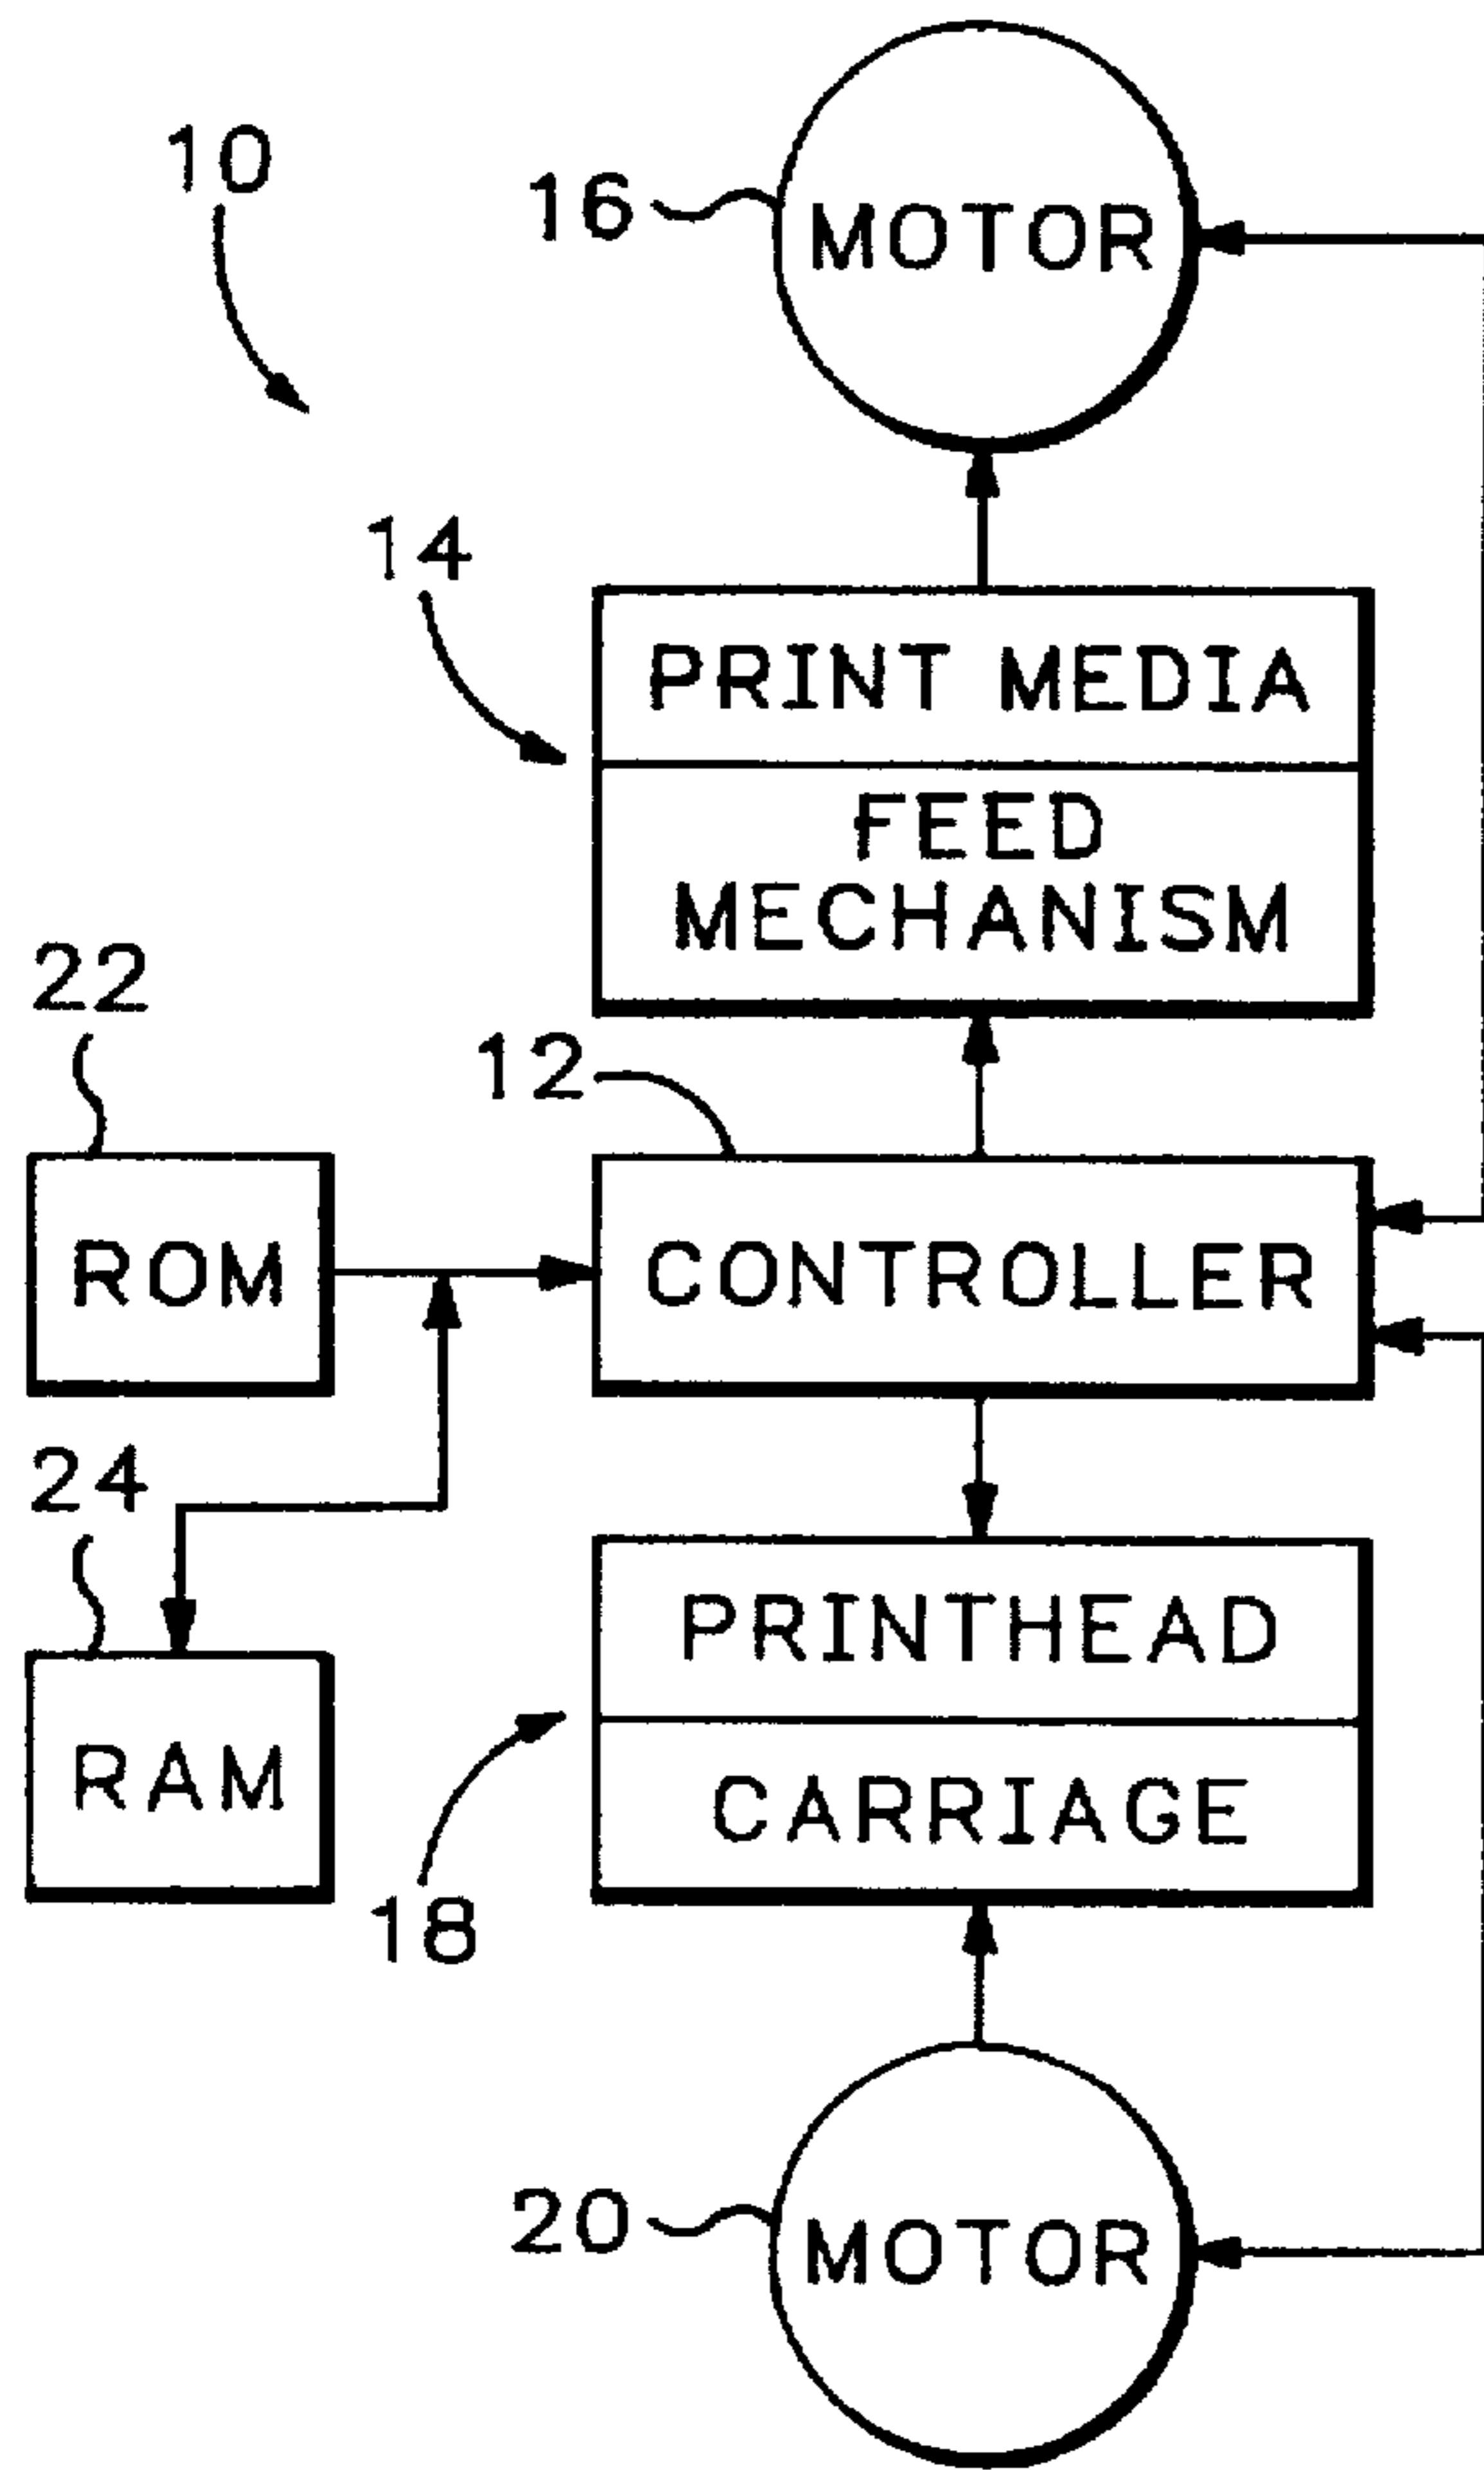 10
16
MOTOR
14
PRINT MEDIA
FEED
MECHANISM
22
12
ROM
CONTROLLER
24
PRINTHEAD
RAM
CARRIAGE
18
20
MOTOR